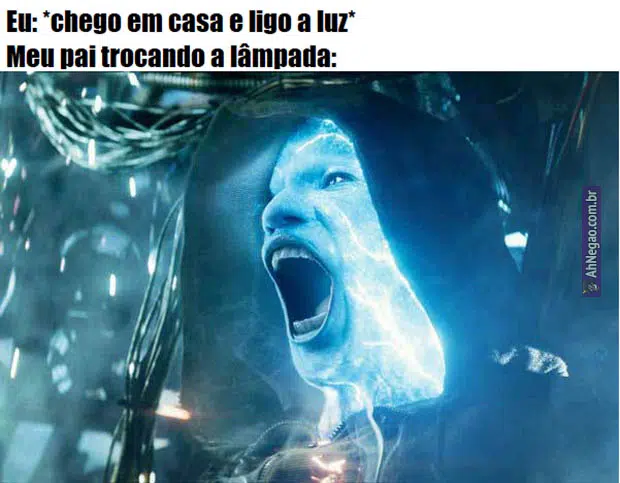 Eu: *chego em casa e ligo a luz*
Meu pai trocando a lâmpada:
AhNegao.com.br